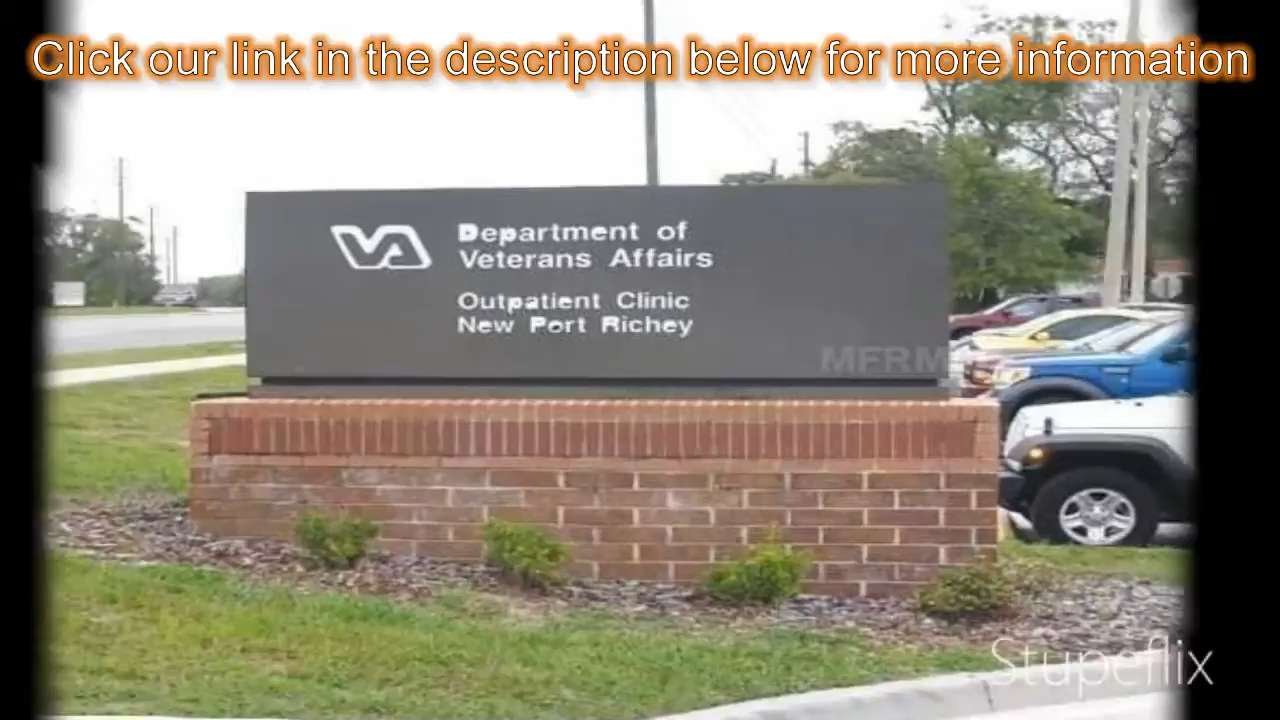 Click our link in the description below for more information
VA
Department of
Veterans Affairs
Outpatient Clinic
New Port Richey
Stupeflix